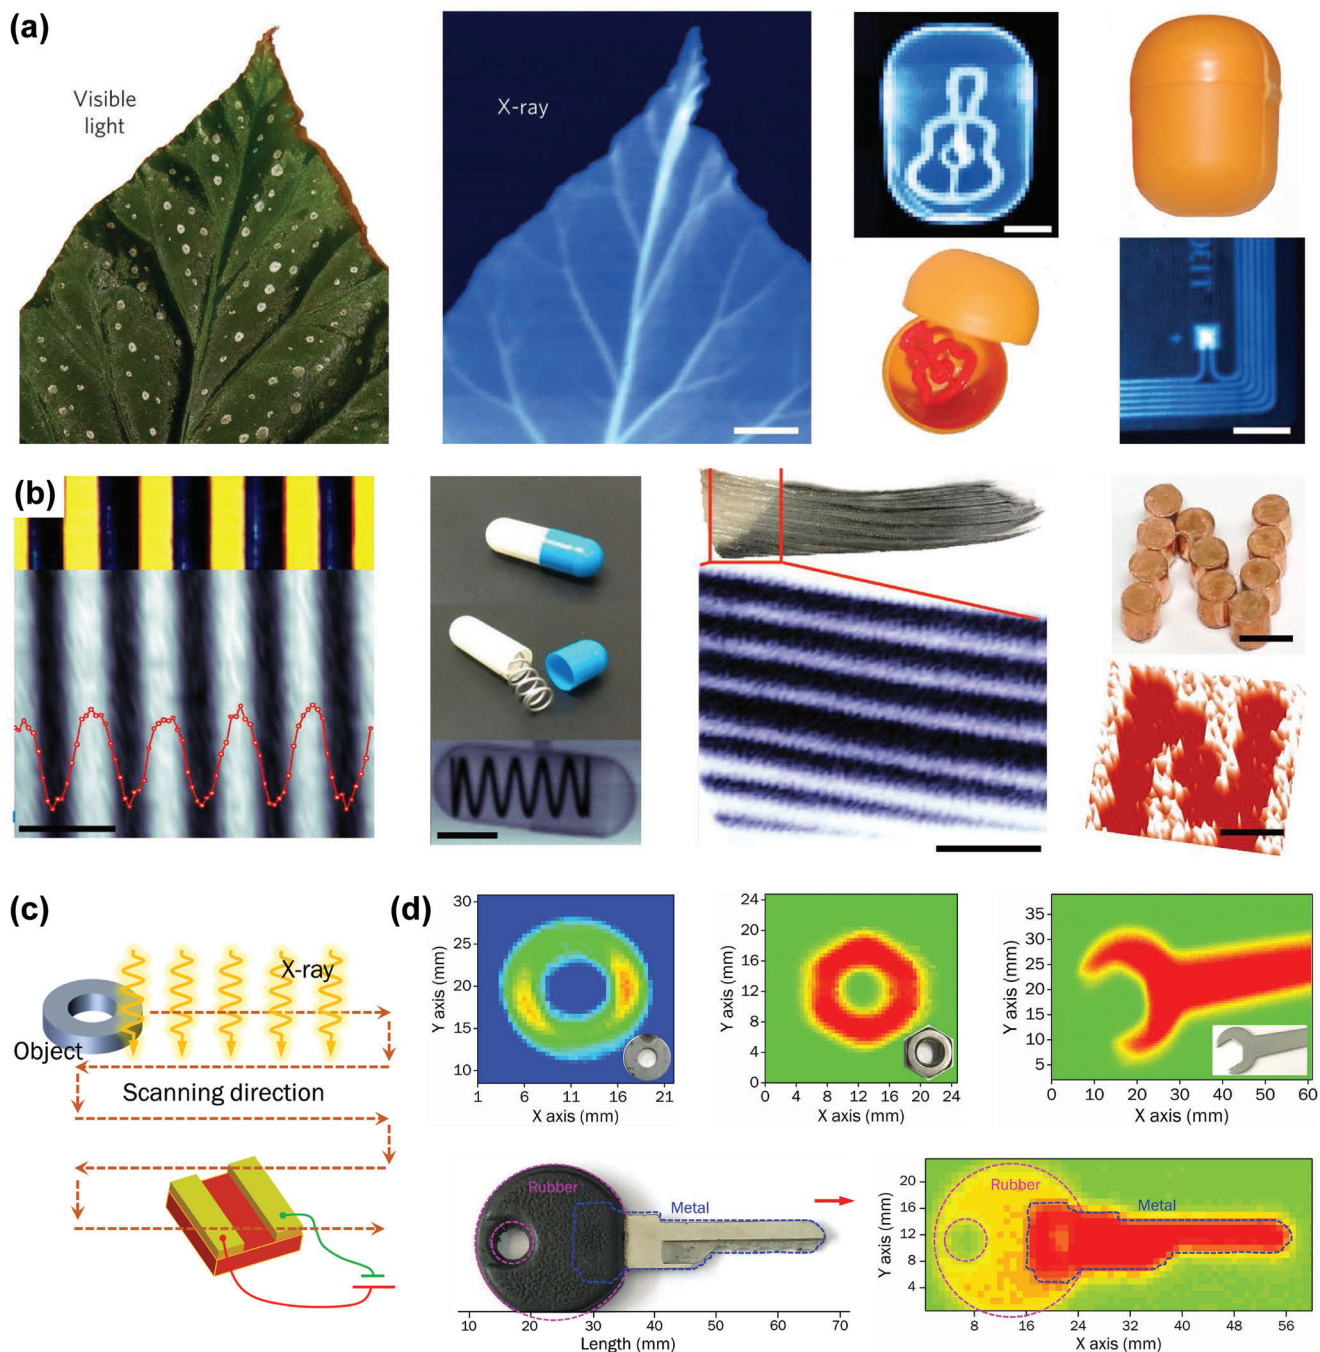 (a)
Visible
light
X-ray
(b)
(c)
X-ray
Object
Scanning direction
(d)
Y axis (mm)
30
25
20
15
10
1
6
11
16
21
X axis (mm)
Y axis (mm)
24
20
16
12
8
4
0
0
4
8
12
16
20
24
X axis (mm)
Y axis (mm)
35
30
25
20
15
10
5
0
10
20
30
40
50
60
X axis (mm)
Rubber
Metal
10
20
30
40
50
60
70
Length (mm)
Y axis (mm)
20
16
12
8
4
Rubber
Metal
8
16
24
32
40
48
56
X axis (mm)